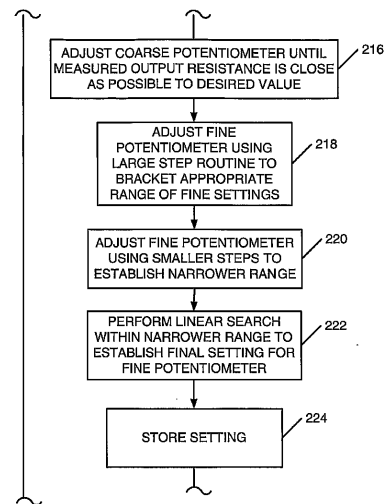 ADJUST COARSE POTENTIOMETER UNTIL
MEASURED OUTPUT RESISTANCE IS CLOSE
AS POSSIBLE TO DESIRED VALUE
216
ADJUST FINE
POTENTIOMETER USING
LARGE STEP ROUTINE TO
BRACKET APPROPRIATE
RANGE OF FINE SETTINGS
218
ADJUST FINE POTENTIOMETER
USING SMALLER STEPS TO
ESTABLISH NARROWER RANGE
220
PERFORM LINEAR SEARCH
WITHIN NARROWER RANGE TO
ESTABLISH FINAL SETTING FOR
FINE POTENTIOMETER
222
STORE SETTING
224